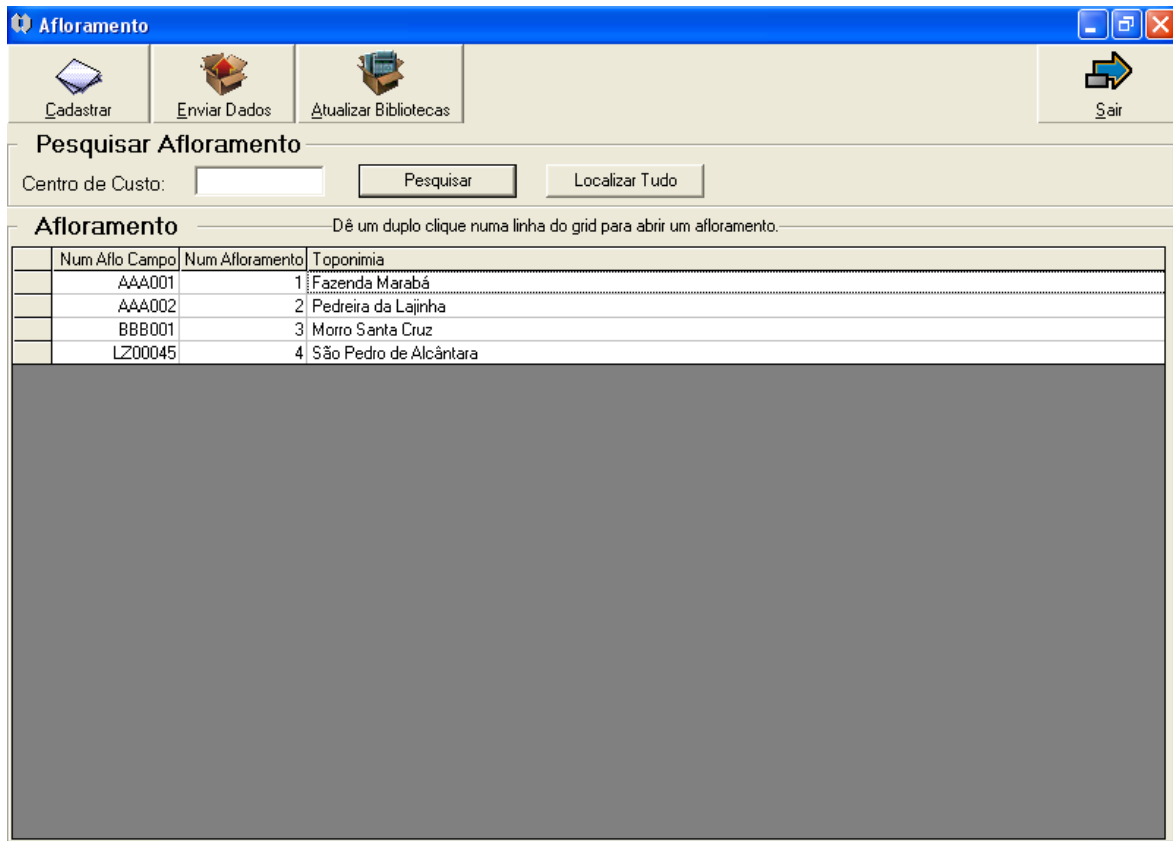 Afloramento
Cadastrar Enviar Dados Atualizar Bibliotecas Sair
Pesquisar Afloramento
Centro de Custo: Pesquisar Localizar Tudo
Afloramento Dê um duplo clique numa linha do grid para abrir um afloramento.
Num Aflo Campo Num Afloramento Toponimia
AAA001 1 Fazenda Marabá
AAA002 2 Pedreira da Lajinha
BBB001 3 Morro Santa Cruz
LZ00045 4 São Pedro de Alcântara